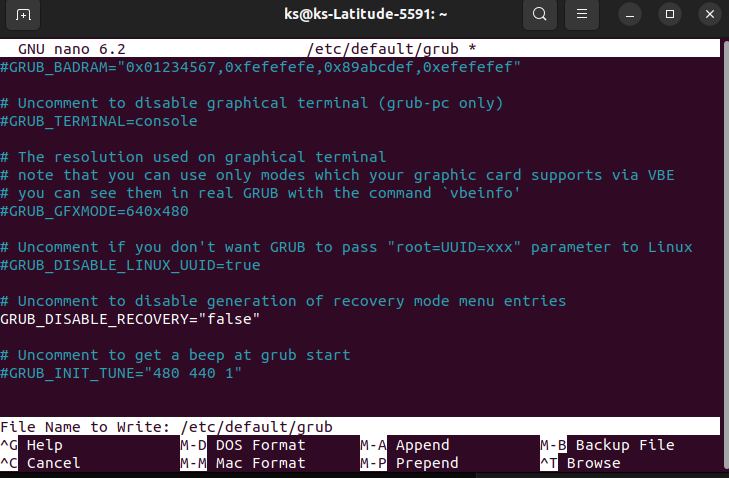 ks@ks-Latitude-5591: ~
GNU nano 6.2 /etc/default/grub *
#GRUB_BADRAM="0x01234567,0xfefefefe,0x89abcdef,0xefefefef"
# Uncomment to disable graphical terminal (grub-pc only)
#GRUB_TERMINAL=console
# The resolution used on graphical terminal
# note that you can use only modes which your graphic card supports via VBE
# you can see them in real GRUB with the command `vbeinfo'
#GRUB_GFXMODE=640x480
# Uncomment if you don't want GRUB to pass "root=UUID=xxx" parameter to Linux
#GRUB_DISABLE_LINUX_UUID=true
# Uncomment to disable generation of recovery mode menu entries
GRUB_DISABLE_RECOVERY="false"
# Uncomment to get a beep at grub start
#GRUB_INIT_TUNE="480 440 1"
File Name to Write: /etc/default/grub
^G Help M-D DOS Format M-A Append M-B Backup File
^C Cancel M-M Mac Format M-P Prepend ^T Browse